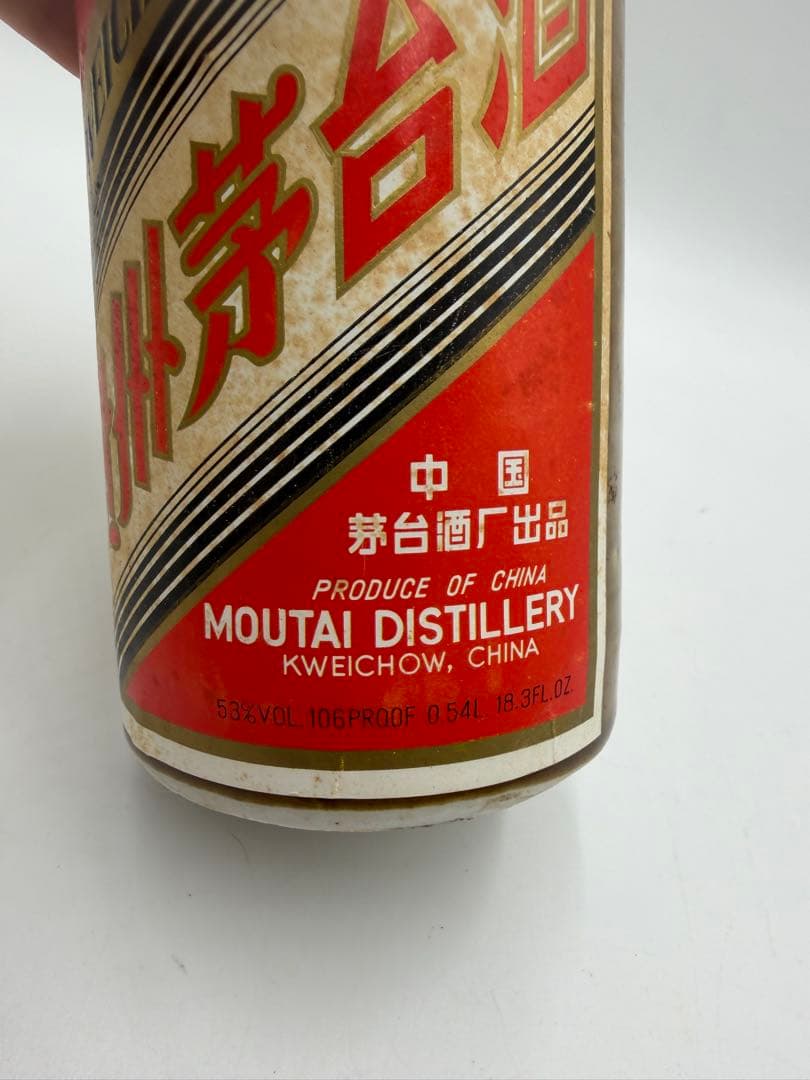 州茅台酒
中国
茅台酒厂出品
PRODUCE OF CHINA
MOUTAI DISTILLERY
KWEICHOW, CHINA
53%VOL. 106PROOF 0.54L 18.3FL.OZ.